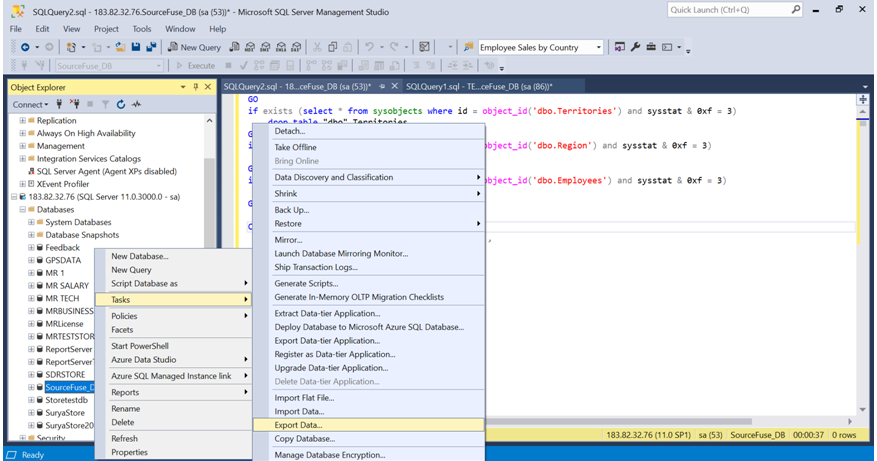 SQLQuery2.sql - 183.82.32.76.SourceFuse_DB (sa (53))* - Microsoft SQL Server Management Studio
Quick Launch (Ctrl+Q)
File Edit View Project Tools Window Help
New Query
Employee Sales by Country
SourceFuse_DB
Execute
Object Explorer
Connect
Replication
Always On High Availability
Management
Integration Services Catalogs
SQL Server Agent (Agent XPs disabled)
XEvent Profiler
183.82.32.76 (SQL Server 11.0.3000.0 - sa)
Databases
System Databases
Database Snapshots
Feedback
GPSDATA
MR 1
MR SALARY
MR TECH
MRBUSINESS
MRLicense
MRTESTSTOR
ReportServer
ReportServerT
SDRSTORE
SourceFuse_D
Storetestdb
SuryaStore
SuryaStore20
Security
New Database...
New Query
Script Database as
Tasks
Policies
Facets
Start PowerShell
Azure Data Studio
Azure SQL Managed Instance link
Reports
Rename
Delete
Refresh
Properties
Detach...
Take Offline
Bring Online
Data Discovery and Classification
Shrink
Back Up...
Restore
Mirror...
Launch Database Mirroring Monitor...
Ship Transaction Logs...
Generate Scripts...
Generate In-Memory OLTP Migration Checklists
Extract Data-tier Application...
Deploy Database to Microsoft Azure SQL Database...
Export Data-tier Application...
Register as Data-tier Application...
Upgrade Data-tier Application...
Delete Data-tier Application...
Import Flat File...
Import Data...
Export Data...
Copy Database...
Manage Database Encryption...
SQLQuery2.sql - 18...ceFuse_DB (sa (53))* SQLQuery1.sql - TE...ceFuse_DB (sa (86))*
GO
if exists (select * from sysobjects where id = object_id('dbo.Territories') and sysstat & 0xf = 3)
drop table "dbo" Territories
bject_id('dbo.Region') and sysstat & 0xf = 3)
bject_id('dbo.Employees') and sysstat & 0xf = 3)
183.82.32.76 (11.0 SP1) sa (53) SourceFuse_DB 00:00:37 0 rows
Ready